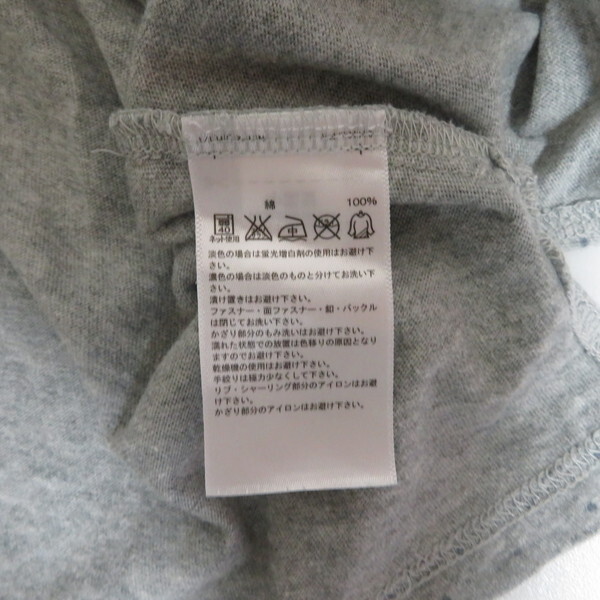 綿 100%
40 中
ネット使用
淡色の場合は蛍光増白剤の使用はお避け下
さい。
濃色の場合は淡色のものと分けてお洗い下さ
い。
漬け置きはお避け下さい。
ファスナー・面ファスナー・釦・バックル
は閉じてお洗い下さい。
かざり部分のもみ洗いはお避け下さい。
濡れた状態での放置は色移りの原因となり
ますのでお避け下さい。
乾燥機の使用はお避け下さい。
手絞りは極力少なくして下さい。
リブ・シャーリング部分のアイロンはお避
け下さい。
かざり部分のアイロンはお避け下さい。